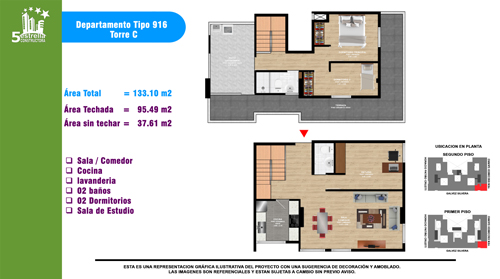 5 estrella
CONSTRUCTORA
Departamento Tipo 916
Torre C
Área Total = 133.10 m2
Área Techada = 95.49 m2
Área sin techar = 37.61 m2
Sala / Comedor
Cocina
lavanderia
02 baños
02 Dormitorios
Sala de Estudio
UBICACION EN PLANTA
SEGUNDO PISO
PRIMER PISO
ESTA ES UNA REPRESENTACION GRÁFICA ILUSTRATIVA DEL PROYECTO CON UNA SUGERENCIA DE DECORACIÓN Y AMOBLADO.
LAS IMAGENES SON REFERENCIALES Y ESTAN SUJETAS A CAMBIO SIN PREVIO AVISO.